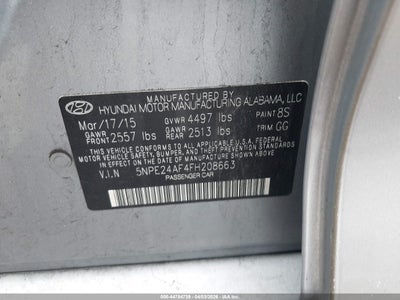 MANUFACTURED BY
HYUNDAI MOTOR MANUFACTURING ALABAMA, LLC
Mar/17/15 GVWR 4497 lbs PAINT 8S
GAWR FRONT 2557 lbs GAWR REAR 2513 lbs TRIM GG
THIS VEHICLE CONFORMS TO ALL APPLICABLE U.S. FEDERAL
MOTOR VEHICLE SAFETY, BUMPER, AND THEFT PREVENTION STANDARDS
IN EFFECT ON THE DATE OF MANUFACTURE SHOWN ABOVE.
V.I.N 5NPE24AF4FH208663
PASSENGER CAR